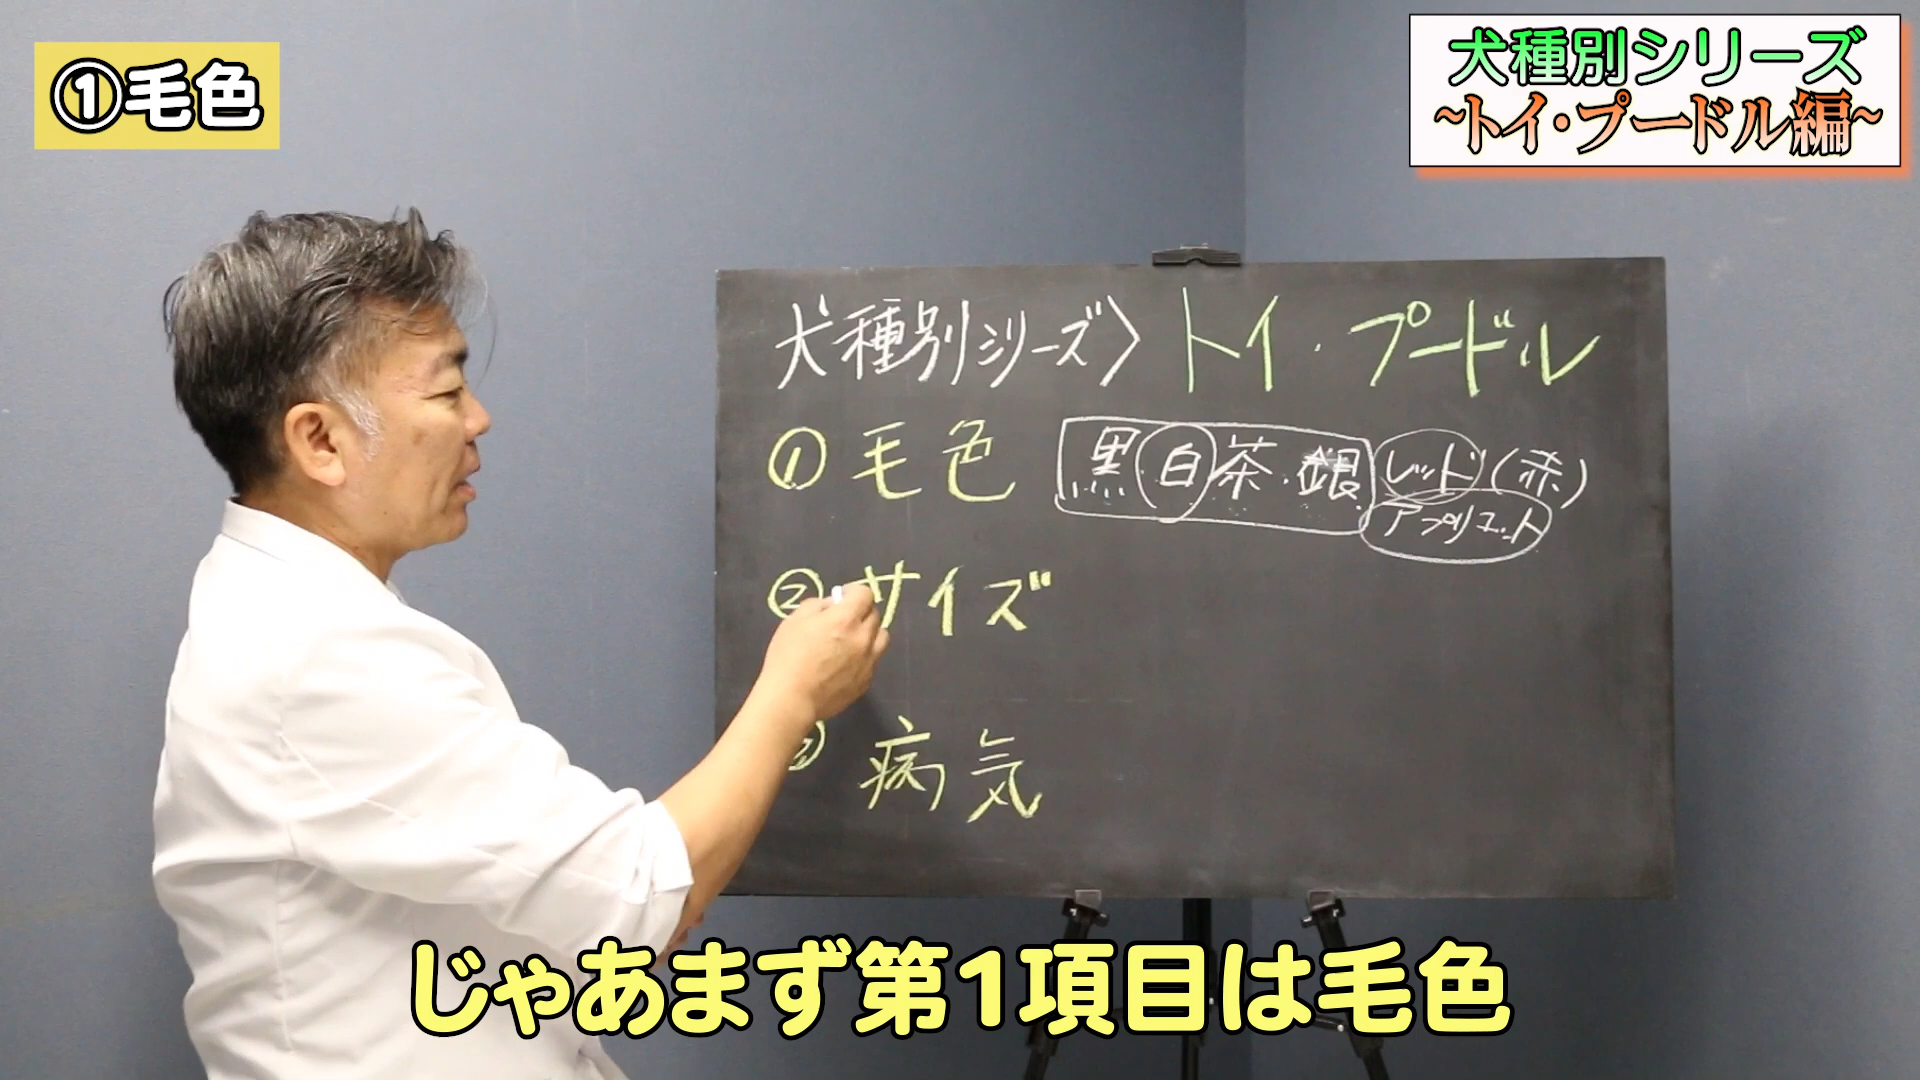 ①毛色
犬種別シリーズ
~トイ・プードル編~
犬種別シリーズ〉トイ・プードル
①毛色 黒・白・茶・銀 レッド(赤)
アプリコット
②サイズ
③病気
じゃあまず第1項目は毛色